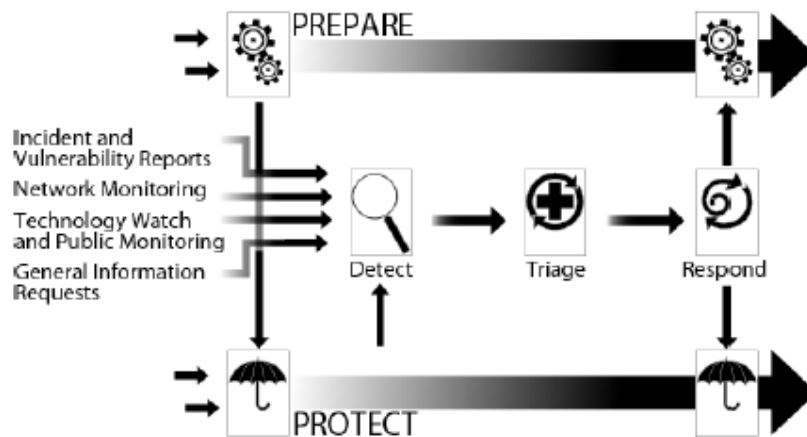 PREPARE
Incident and
Vulnerability Reports
Network Monitoring
Technology Watch
and Public Monitoring
General Information
Requests
Detect
Triage
Respond
PROTECT